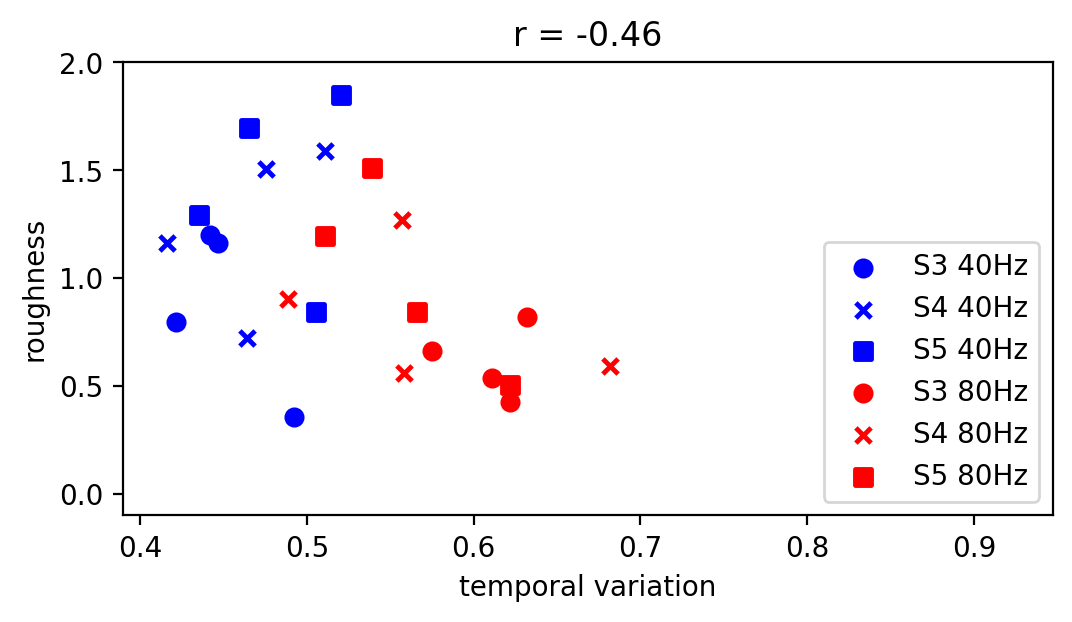 r = -0.46
roughness
2.0
1.5
1.0
0.5
0.0
S3 40Hz
S4 40Hz
S5 40Hz
S3 80Hz
S4 80Hz
S5 80Hz
0.4 0.5 0.6 0.7 0.8 0.9
temporal variation